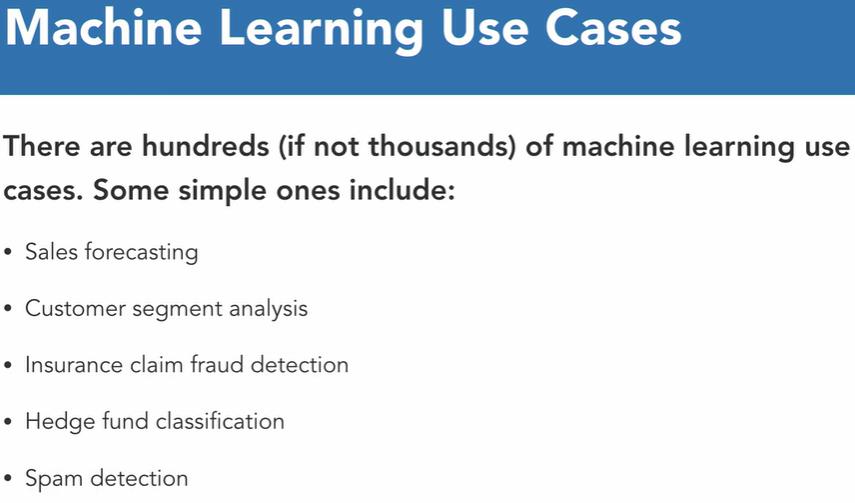 Machine Learning Use Cases
There are hundreds (if not thousands) of machine learning use
cases. Some simple ones include:
• Sales forecasting
• Customer segment analysis
• Insurance claim fraud detection
• Hedge fund classification
• Spam detection